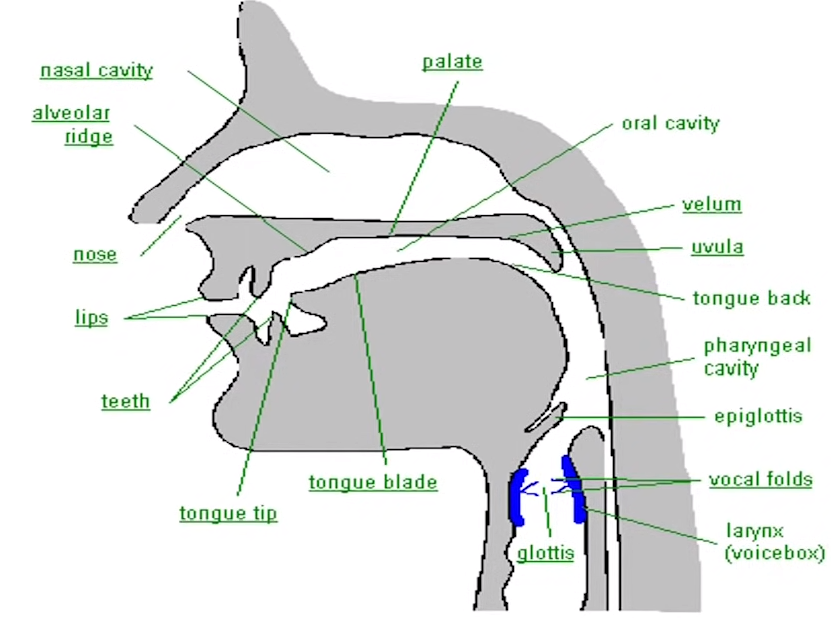 nasal cavity
palate
alveolar
ridge
oral cavity
velum
nose
uvula
tongue back
lips
pharyngeal
cavity
teeth
epiglottis
tongue blade
vocal folds
tongue tip
larynx
(voicebox)
glottis